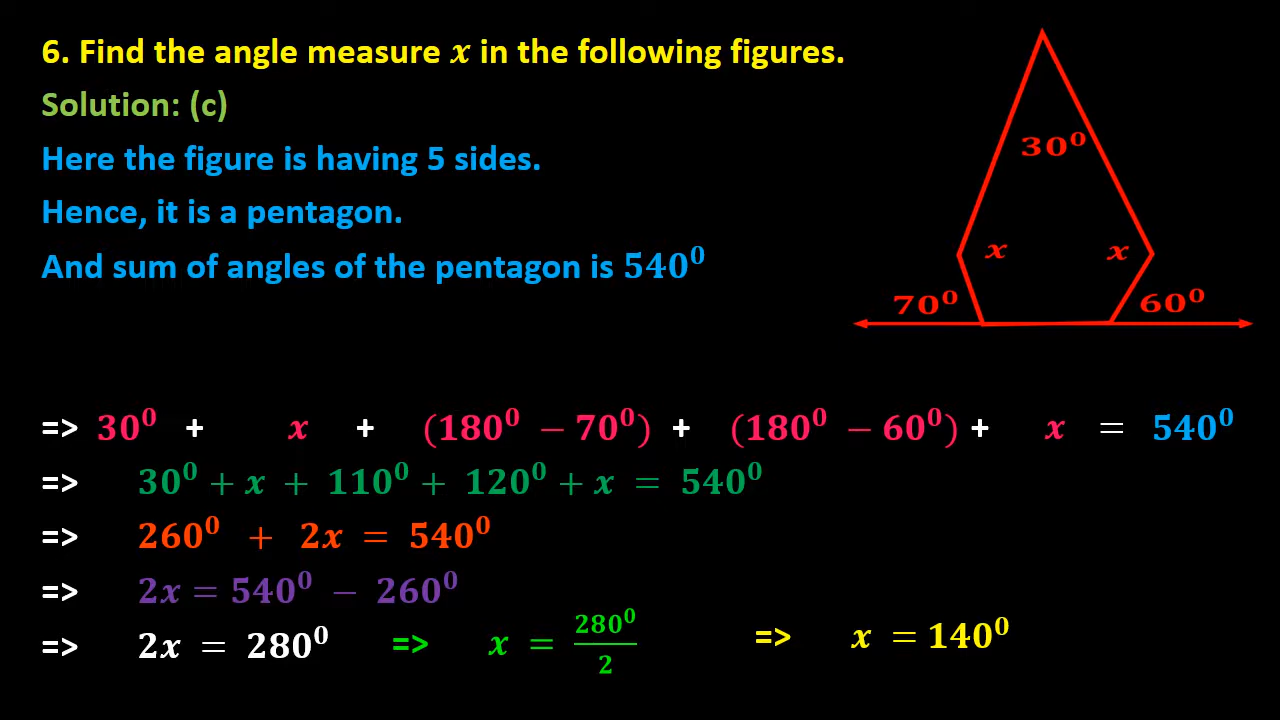 6. Find the angle measure x in the following figures.
Solution: (c)
Here the figure is having 5 sides.
Hence, it is a pentagon.
And sum of angles of the pentagon is 540⁰
30⁰
x x
70⁰ 60⁰
=> 30⁰ + x + (180⁰ − 70⁰) + (180⁰ − 60⁰) + x = 540⁰
=> 30⁰ + x + 110⁰ + 120⁰ + x = 540⁰
=> 260⁰ + 2x = 540⁰
=> 2x = 540⁰ − 260⁰
=> 2x = 280⁰ => x = 280⁰/2 => x = 140⁰